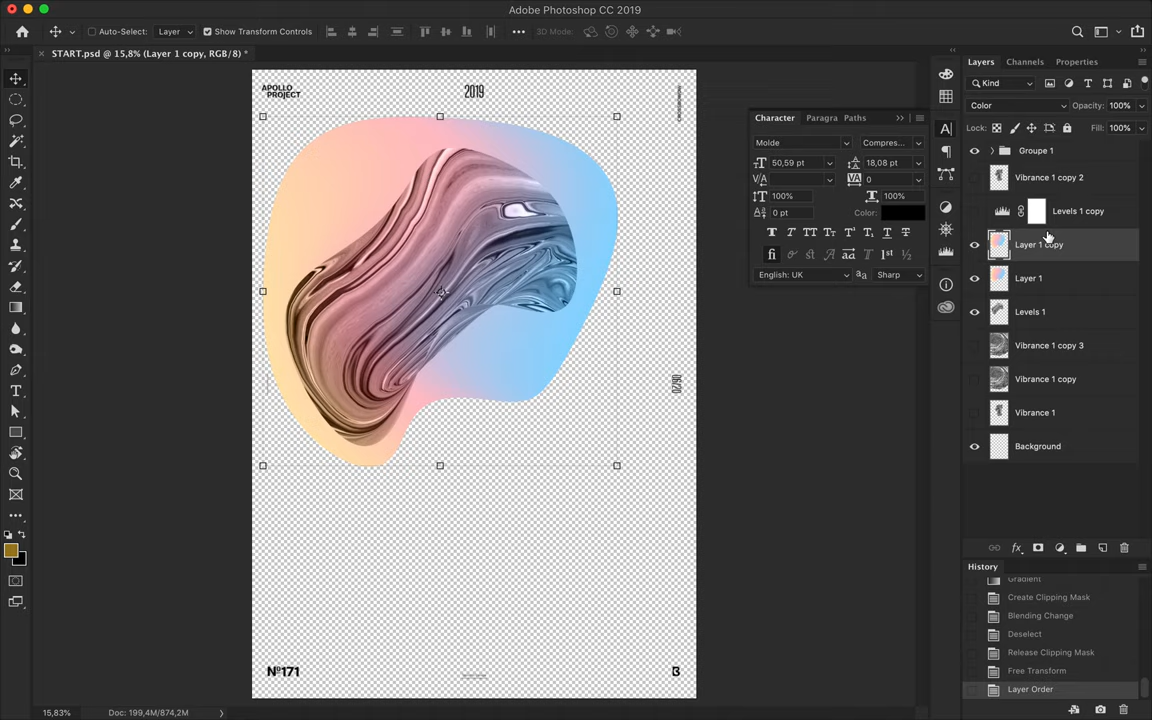 Adobe Photoshop CC 2019
Auto-Select:
Layer
Show Transform Controls
3D Mode:
START.psd @ 15,8% (Layer 1 copy, RGB/8) *
APOLLO
PROJECT
2019
06/20
Nº171
Character
Paragra
Paths
Molde
Compres...
50,59 pt
18,08 pt
0
100%
100%
0 pt
Color:
English: UK
Sharp
Layers
Channels
Properties
Kind
Color
Opacity: 100%
Lock:
Fill: 100%
Groupe 1
Vibrance 1 copy 2
Levels 1 copy
Layer 1 copy
Layer 1
Levels 1
Vibrance 1 copy 3
Vibrance 1 copy
Vibrance 1
Background
History
Gradient
Create Clipping Mask
Blending Change
Deselect
Release Clipping Mask
Free Transform
Layer Order
15,83%
Doc: 199,4M/874,2M